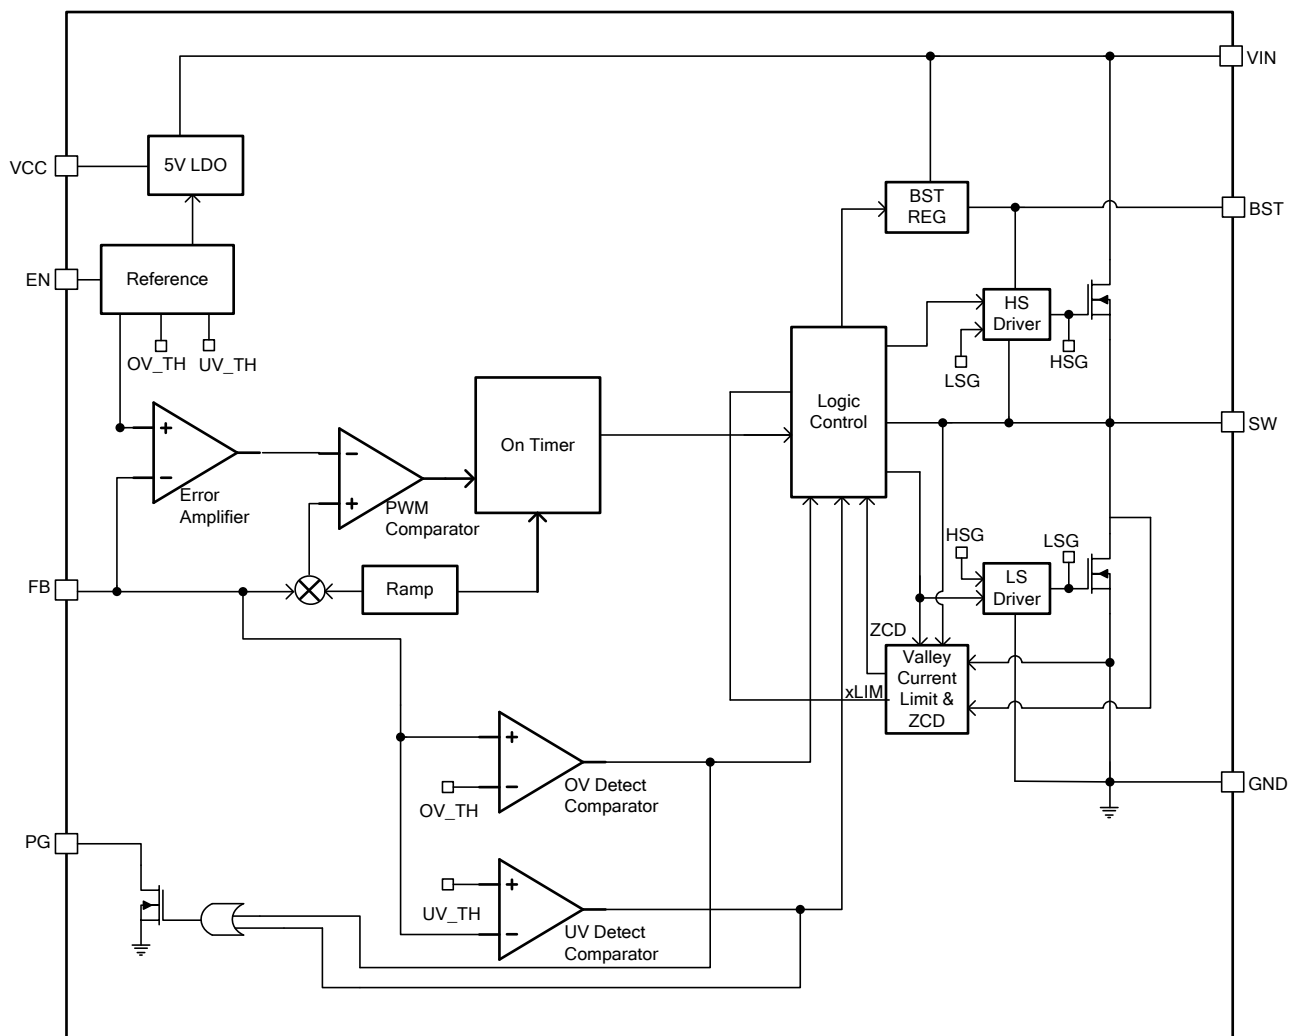 VIN
VCC
5V LDO
BST
REG
BST
EN
Reference
HS
Driver
OV_TH
UV_TH
LSG
HSG
Logic
Control
SW
On Timer
Error
Amplifier
PWM
Comparator
HSG
LSG
FB
Ramp
LS
Driver
ZCD
Valley
Current
Limit &
ZCD
xLIM
OV Detect
Comparator
OV_TH
GND
PG
UV_TH
UV Detect
Comparator